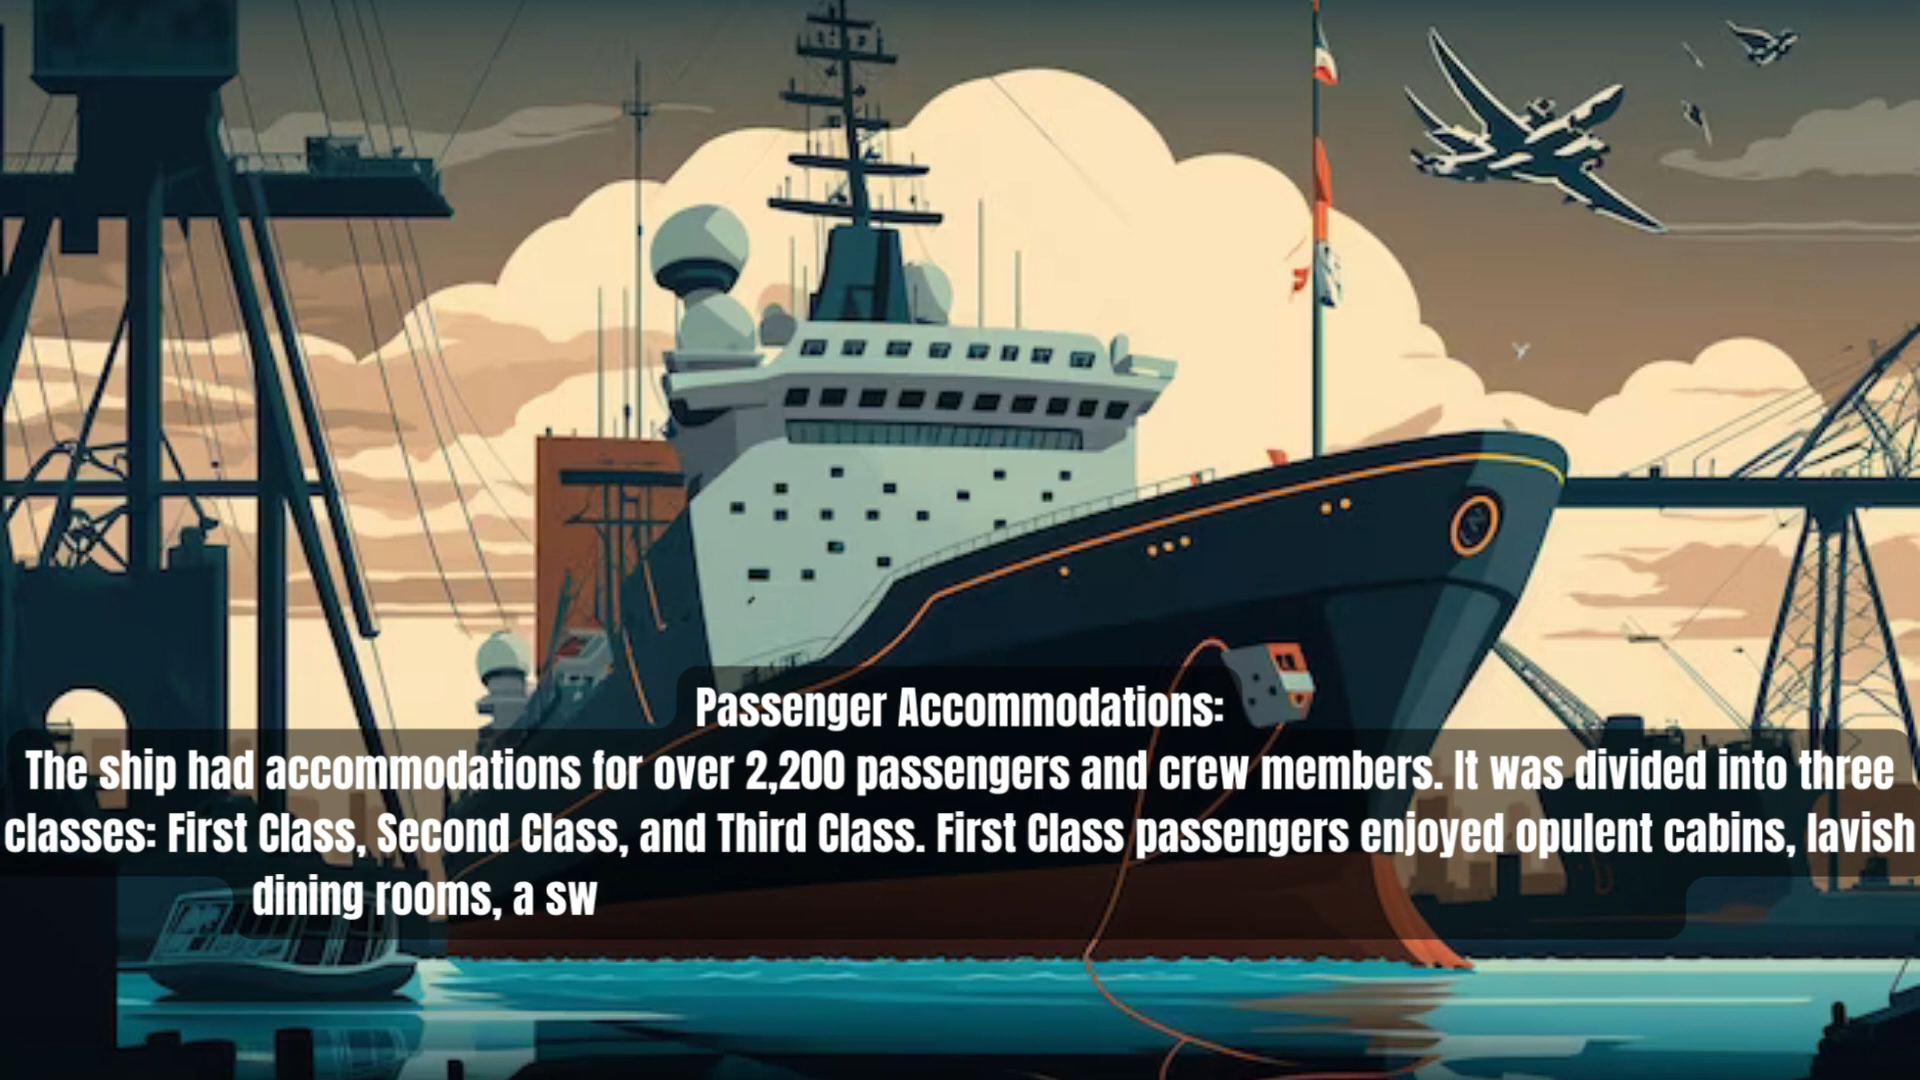 Passenger Accommodations:
The ship had accommodations for over 2,200 passengers and crew members. It was divided into three
classes: First Class, Second Class, and Third Class. First Class passengers enjoyed opulent cabins, lavish
dining rooms, a sw